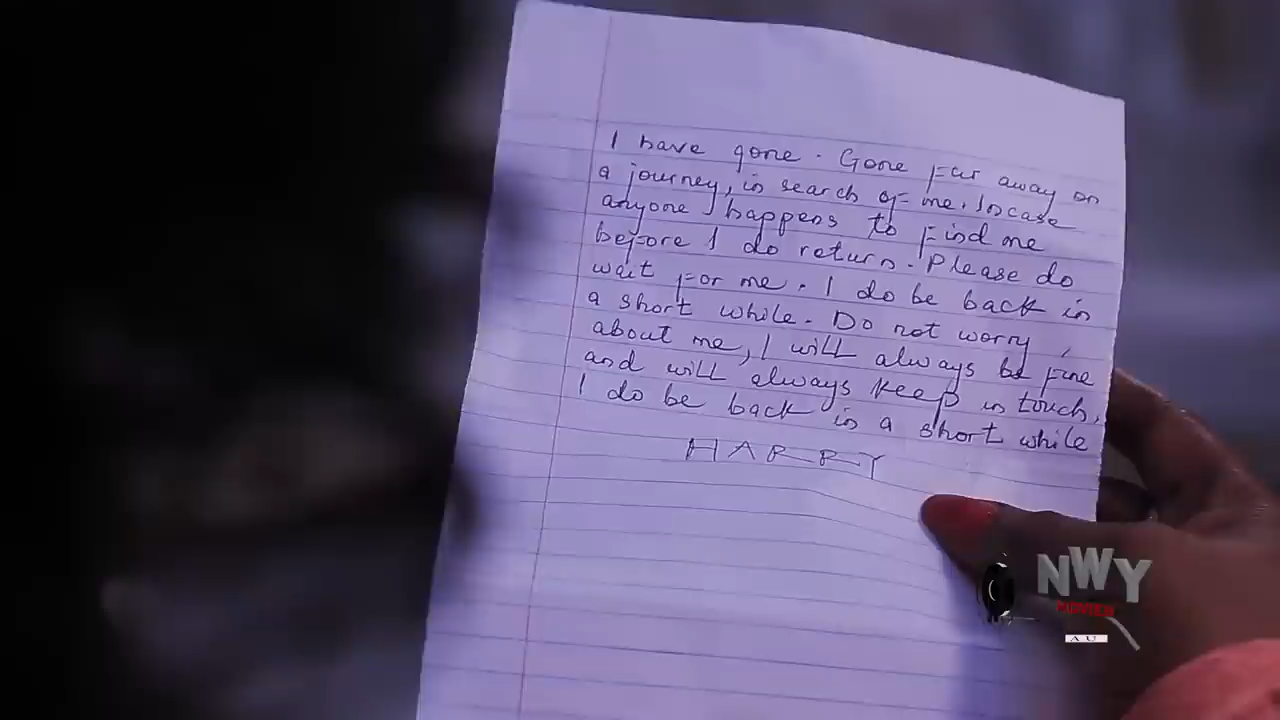 I have gone. Gone far away on
a journey, in search of me. Incase
anyone happens to find me
before I do return. Please do
wait for me. I do be back in
a short while. Do not worry,
about me, I will always be fine
and will always keep in touch,
I do be back in a short while
HARRY
NWY
AU